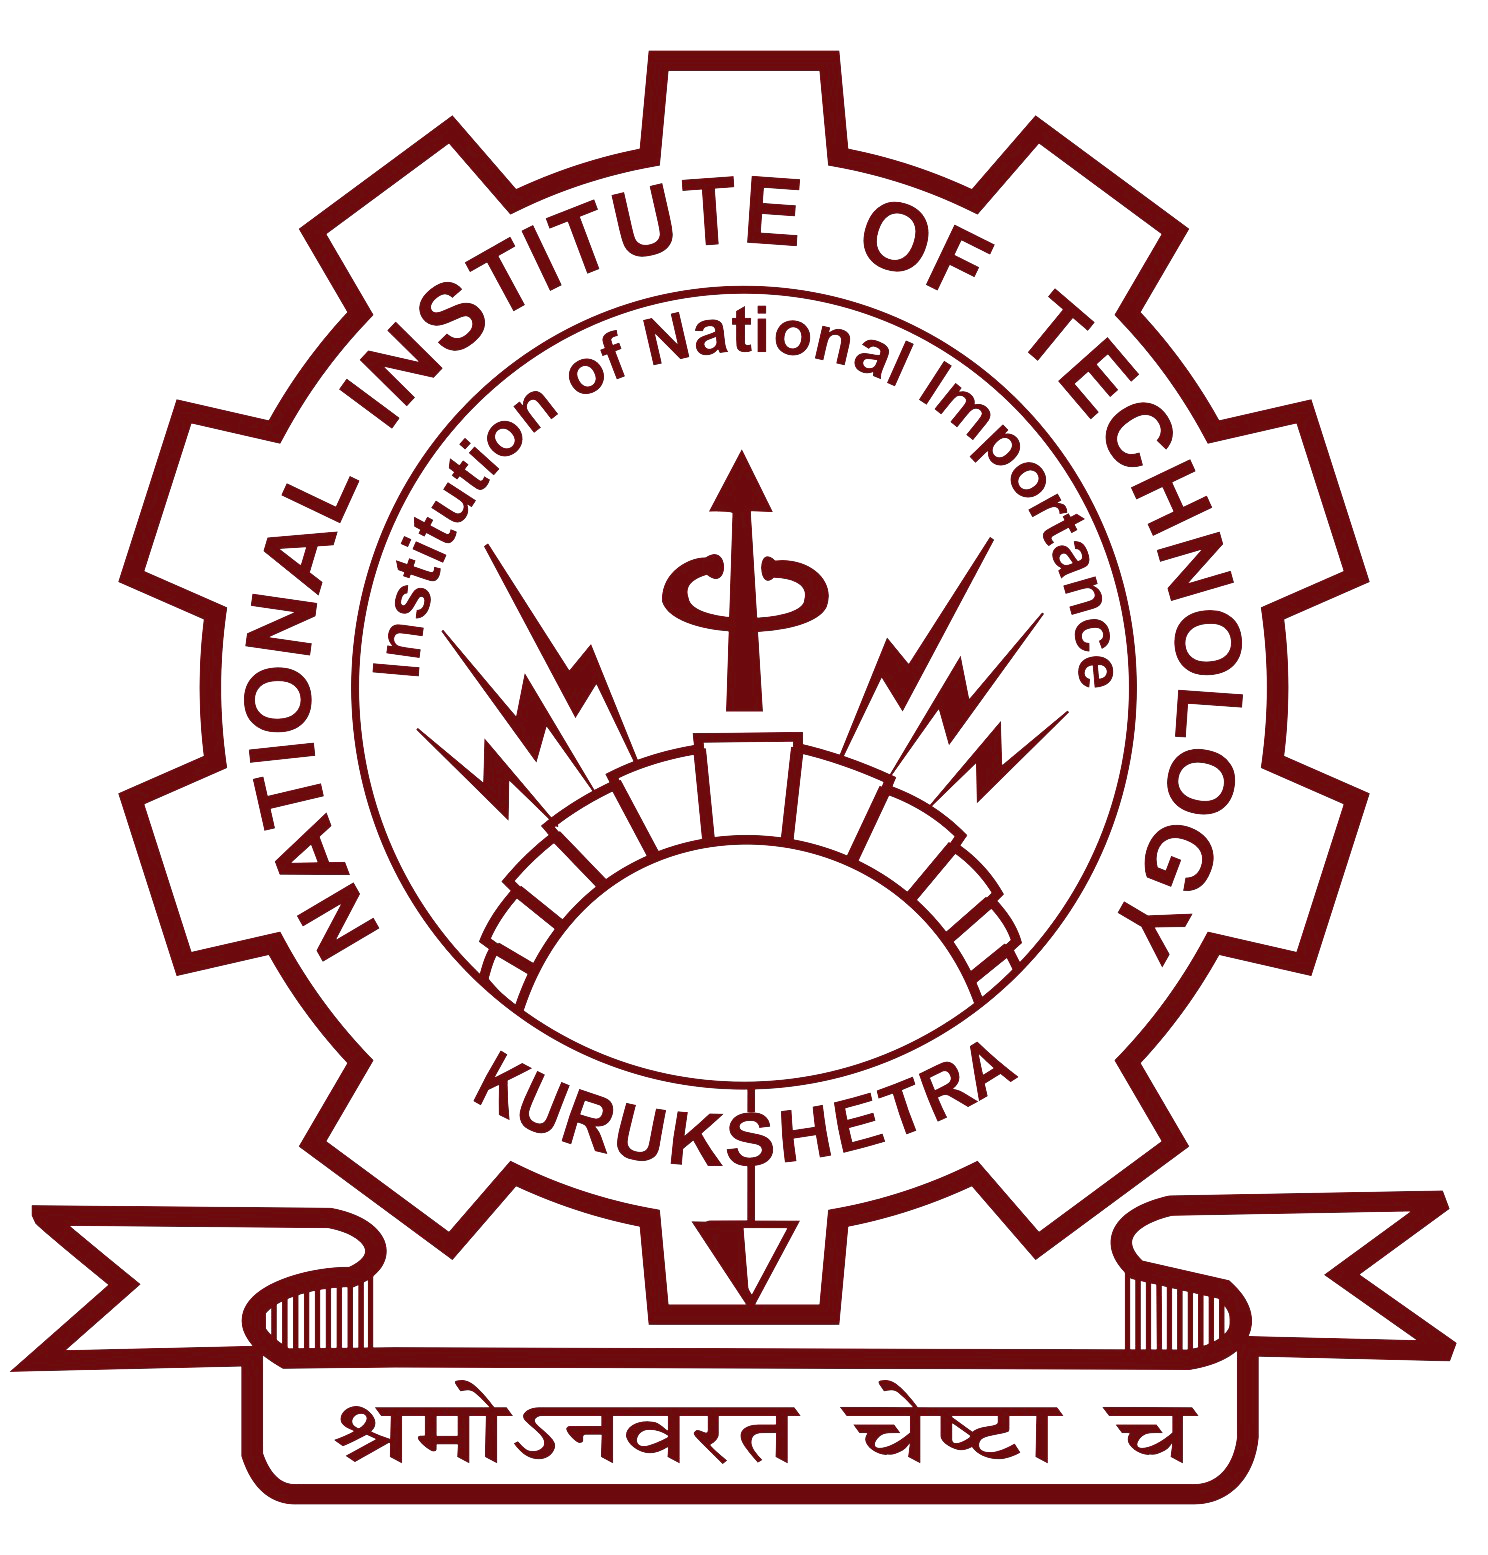 NATIONAL INSTITUTE OF TECHNOLOGY
Institution of National Importance
KURUKSHETRA
श्रमोऽनवरत चेष्टा च